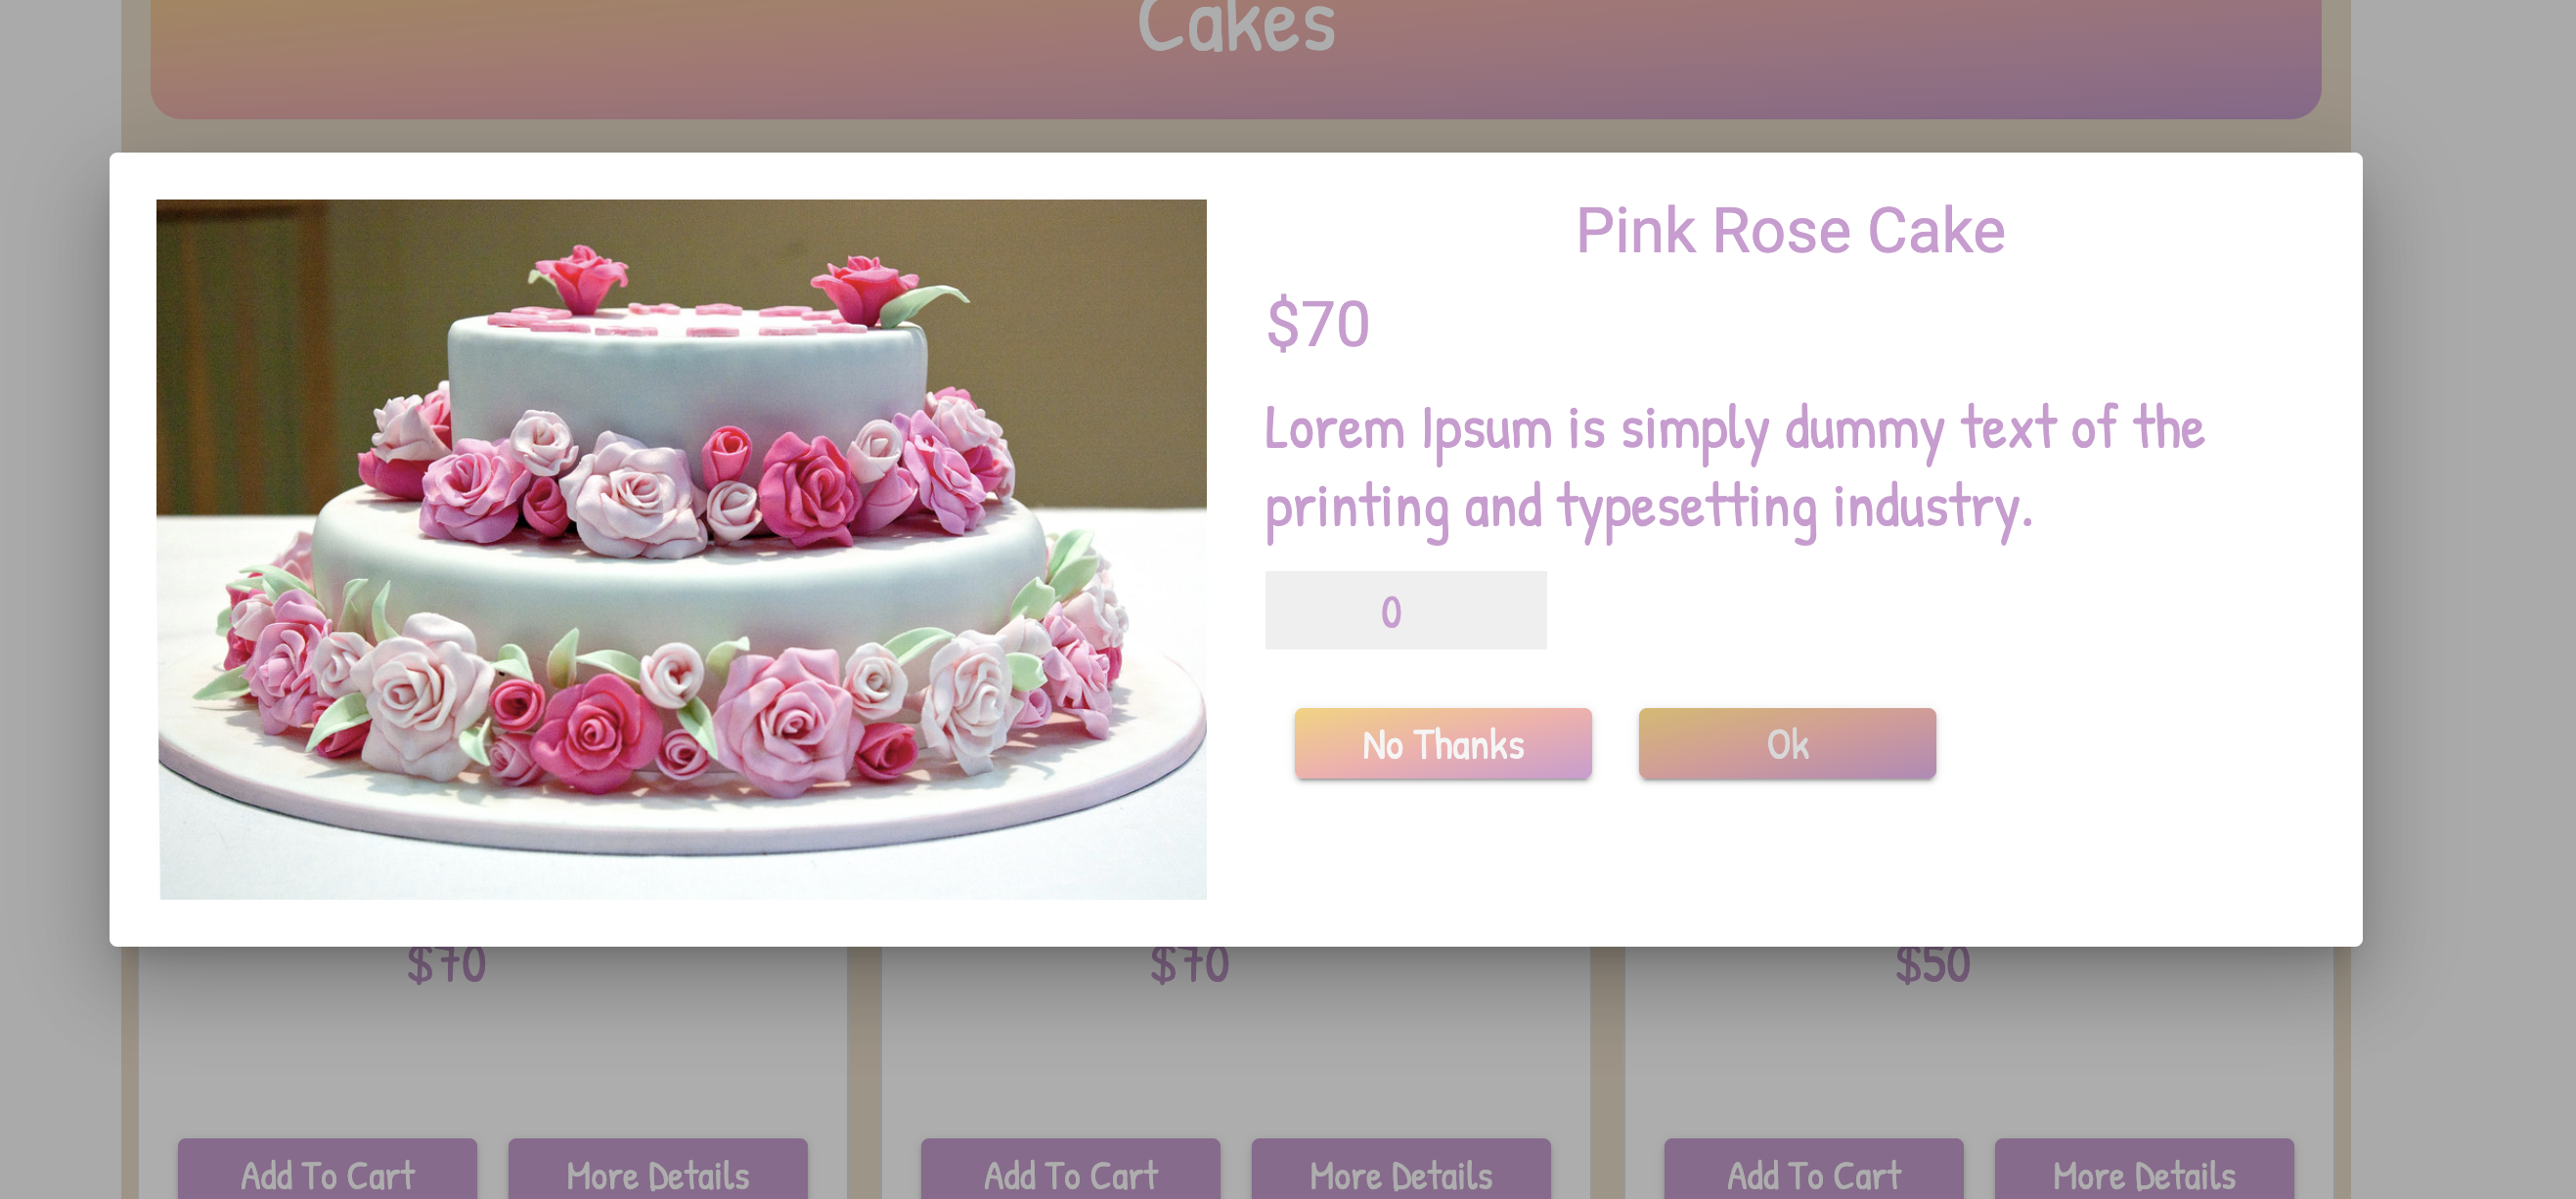 Cakes
Pink Rose Cake
$70
Lorem Ipsum is simply dummy text of the
printing and typesetting industry.
0
No Thanks
Ok
$70
$70
$50
Add To Cart
More Details
Add To Cart
More Details
Add To Cart
More Details